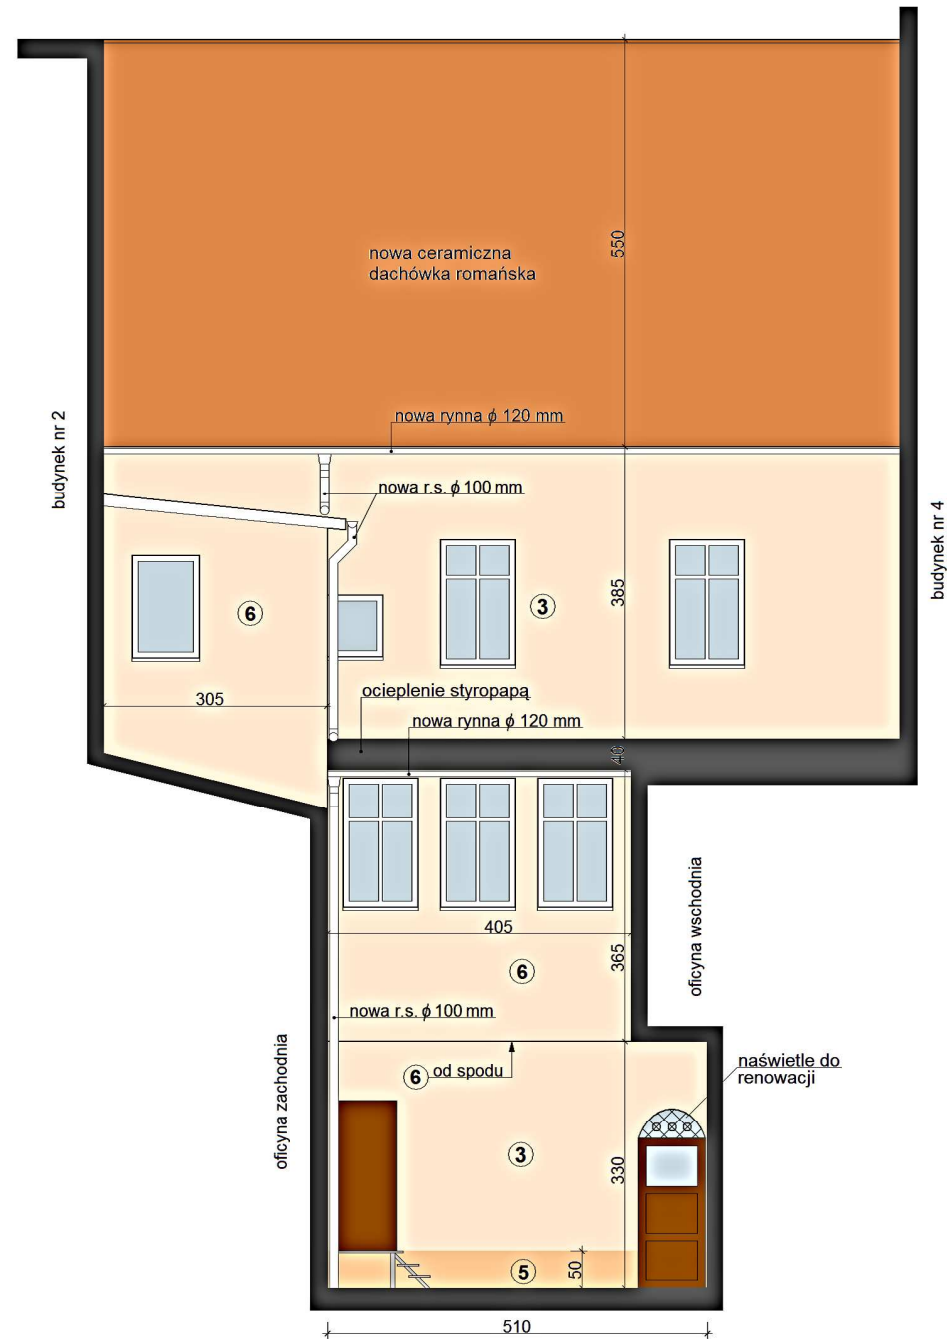 550
nowa ceramiczna
dachówka romańska
nowa rynna ϕ 120 mm
budynek nr 2
nowa r.s. ϕ 100 mm
budynek nr 4
385
6
3
305
ocieplenie styropapą
nowa rynna ϕ 120 mm
40
405
oficyna wschodnia
365
6
nowa r.s. ϕ 100 mm
oficyna zachodnia
6 od spodu
naświetle do
renowacji
3
330
5
50
510